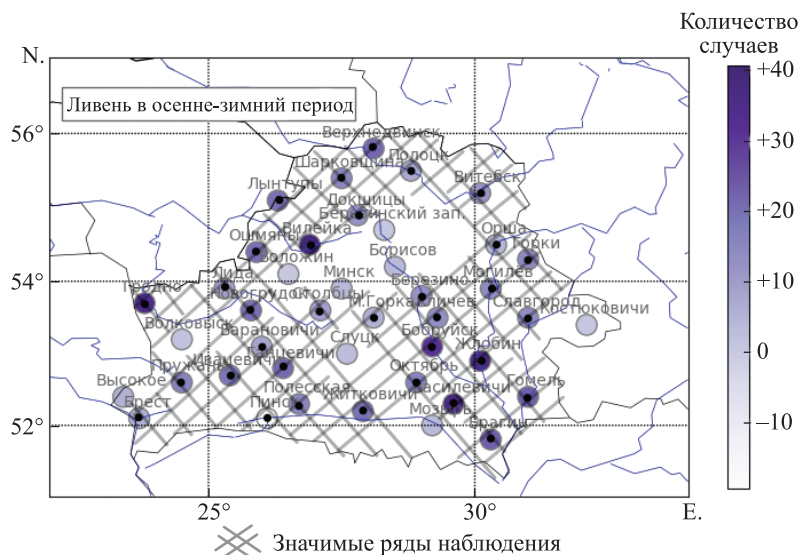 Количество
случаев
N.
+40
Ливень в осенне-зимний период
56°
Верхнедвинск
Полоцк
Шарковщина
+30
Витебск
Лынтупы
Докшицы
Березинский зап.
+20
Вилейка
Орша
Ошмяны
Горки
Борисов
Воложин
54°
Минск
Лида
Березино
Могилев
+10
Гродно
Новогрудок
Столбцы
М.Горка
Кличев
Славгород
Костюковичи
Волковыск
Барановичи
Слуцк
Бобруйск
Жлобин
0
Ивацевичи
Ганцевичи
Пружаны
Октябрь
Высокое
Полесская
Житковичи
Василевичи
Гомель
Брест
Пинск
Мозырь
Брагин
52°
−10
25°
30°
E.
Значимые ряды наблюдения